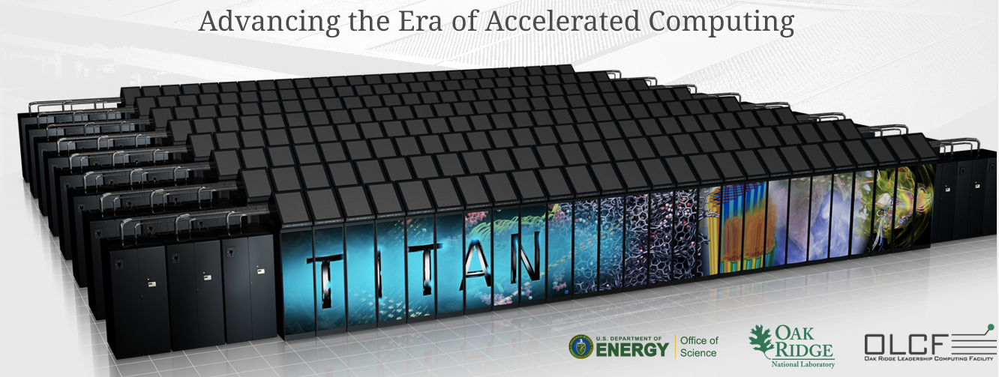 Advancing the Era of Accelerated Computing
TITAN
U.S. DEPARTMENT OF
ENERGY
Office of
Science
OAK
RIDGE
National Laboratory
OLCF
OAK RIDGE LEADERSHIP COMPUTING FACILITY